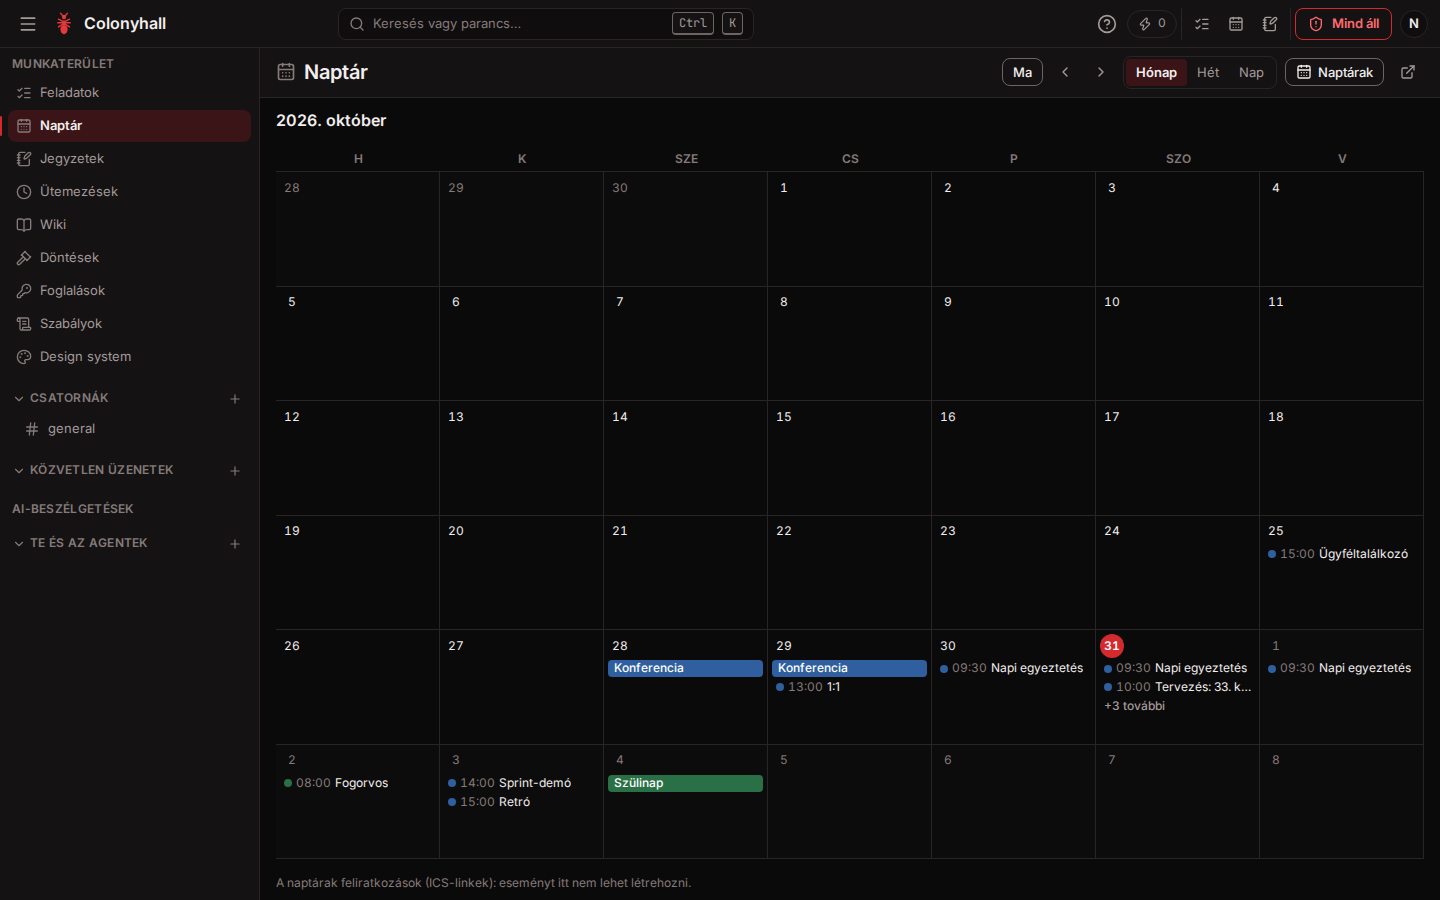 Colonyhall
Keresés vagy parancs...
Ctrl
K
0
Mind áll
N
MUNKATERÜLET
Feladatok
Naptár
Jegyzetek
Ütemezések
Wiki
Döntések
Foglalások
Szabályok
Design system
CSATORNÁK
general
KÖZVETLEN ÜZENETEK
AI-BESZÉLGETÉSEK
TE ÉS AZ AGENTEK
Naptár
Ma
Hónap
Hét
Nap
Naptárak
2026. október
H K SZE CS P SZO V
28 29 30 1 2 3 4
5 6 7 8 9 10 11
12 13 14 15 16 17 18
19 20 21 22 23 24 25
15:00 Ügyféltalálkozó
26 27 28 29 30 31 1
Konferencia
Konferencia
13:00 1:1
09:30 Napi egyeztetés
09:30 Napi egyeztetés
10:00 Tervezés: 33. k...
+3 további
09:30 Napi egyeztetés
2 3 4 5 6 7 8
08:00 Fogorvos
14:00 Sprint-demó
15:00 Retró
Szülinap
A naptárak feliratkozások (ICS-linkek): eseményt itt nem lehet létrehozni.